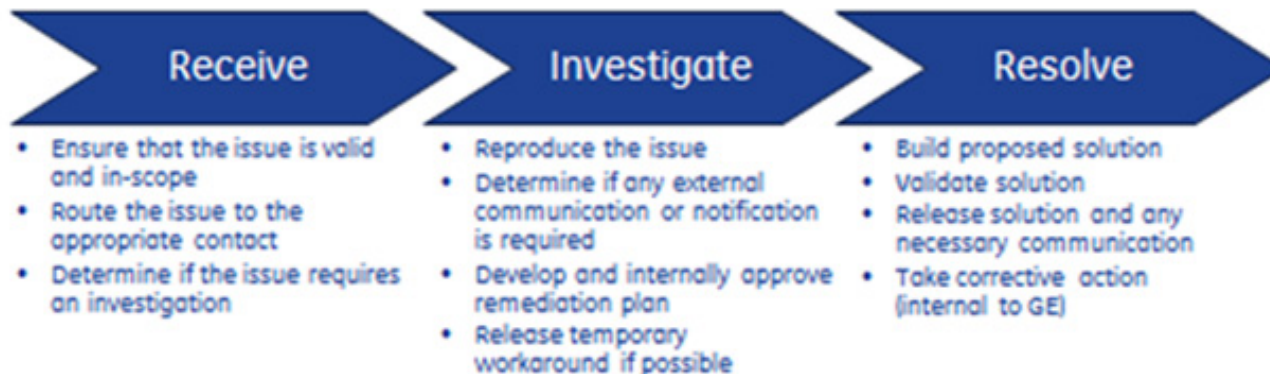 Receive
• Ensure that the issue is valid
and in-scope
• Route the issue to the
appropriate contact
• Determine if the issue requires
an investigation
Investigate
• Reproduce the issue
• Determine if any external
communication or notification
is required
• Develop and internally approve
remediation plan
• Release temporary
workaround if possible
Resolve
• Build proposed solution
• Validate solution
• Release solution and any
necessary communication
• Take corrective action
(internal to GE)